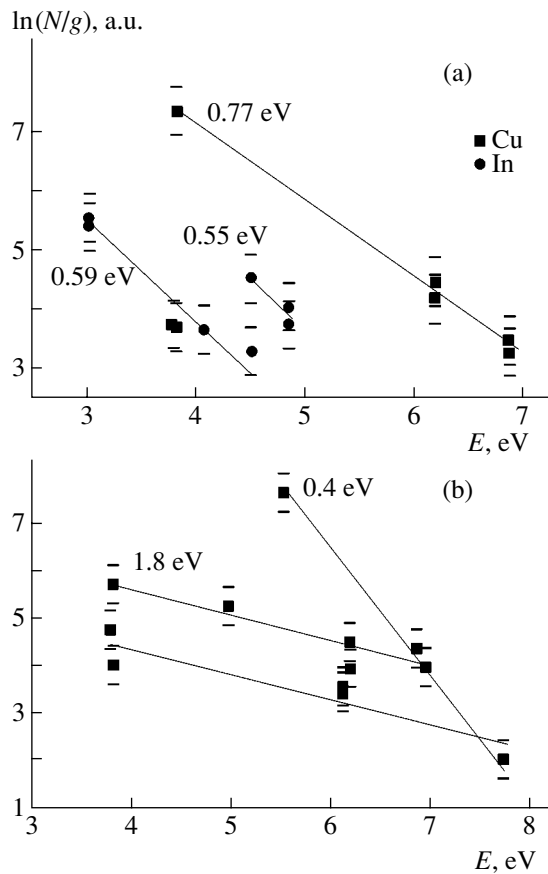 ln(N/g), a.u.
(a)
0.77 eV
7
Cu
In
0.55 eV
5
0.59 eV
3
3 4 5 6 7
E, eV
(b)
0.4 eV
7
1.8 eV
5
3
1
3 4 5 6 7 8
E, eV